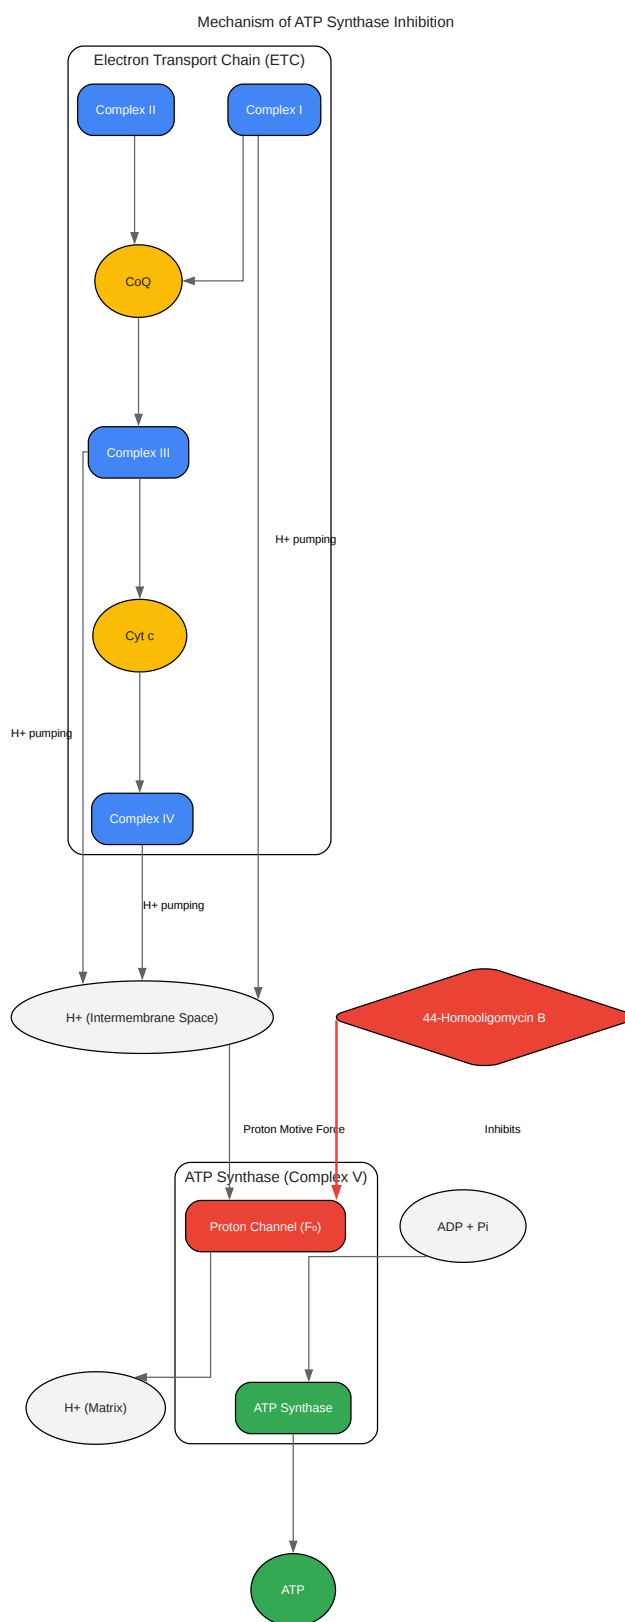 Mechanism of ATP Synthase Inhibition
Electron Transport Chain (ETC)
Complex II
Complex I
CoQ
Complex III
H+ pumping
Cyt c
H+ pumping
Complex IV
H+ pumping
H+ (Intermembrane Space)
44-Homooligomycin B
Proton Motive Force
Inhibits
ATP Synthase (Complex V)
Proton Channel (F₀)
ADP + Pi
H+ (Matrix)
ATP Synthase
ATP